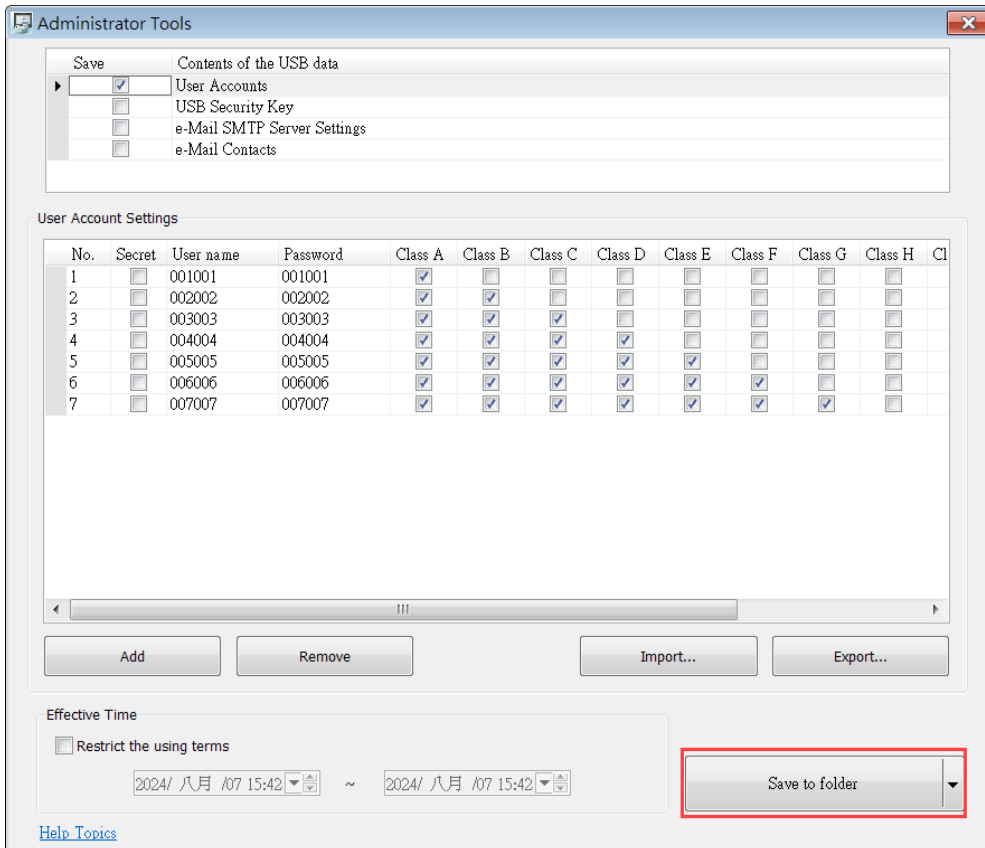 Administrator Tools
Save Contents of the USB data
User Accounts
USB Security Key
e-Mail SMTP Server Settings
e-Mail Contacts
User Account Settings
No. Secret User name Password Class A Class B Class C Class D Class E Class F Class G Class H Cl
1 001001 001001
2 002002 002002
3 003003 003003
4 004004 004004
5 005005 005005
6 006006 006006
7 007007 007007
Add Remove Import... Export...
Effective Time
Restrict the using terms
2024/ 八月 /07 15:42 ~ 2024/ 八月 /07 15:42
Save to folder
Help Topics